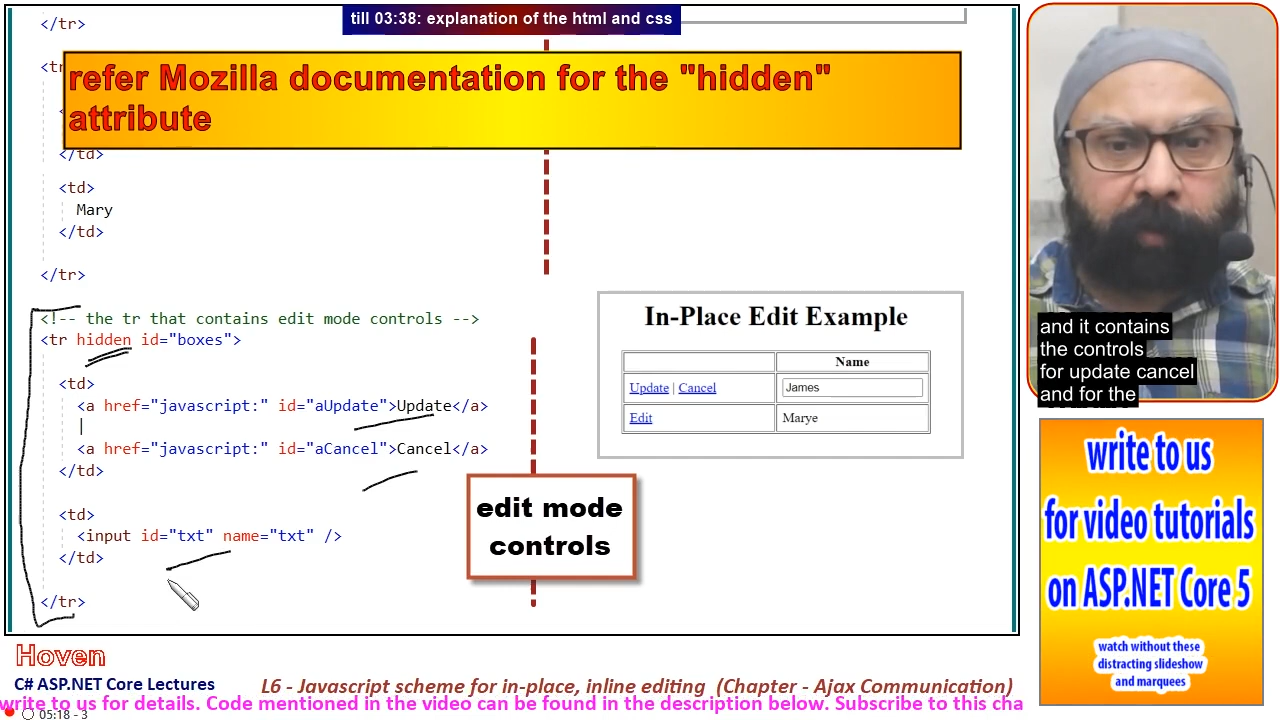 till 03:38: explanation of the html and css
</tr>
<tr
refer Mozilla documentation for the "hidden"
attribute
</td>
<td>
Mary
</td>
</tr>
<!-- the tr that contains edit mode controls -->
<tr hidden id="boxes">
<td>
<a href="javascript:" id="aUpdate">Update</a>
|
<a href="javascript:" id="aCancel">Cancel</a>
</td>
<td>
<input id="txt" name="txt" />
</td>
</tr>
edit mode
controls
In-Place Edit Example
Name
Update | Cancel James
Edit Marye
and it contains
the controls
for update cancel
and for the
write to us
for video tutorials
on ASP.NET Core 5
watch without these
distracting slideshow
and marquees
Hoven
C# ASP.NET Core Lectures
L6 - Javascript scheme for in-place, inline editing (Chapter - Ajax Communication)
write to us for details. Code mentioned in the video can be found in the description below. Subscribe to this cha
05:18 - 3